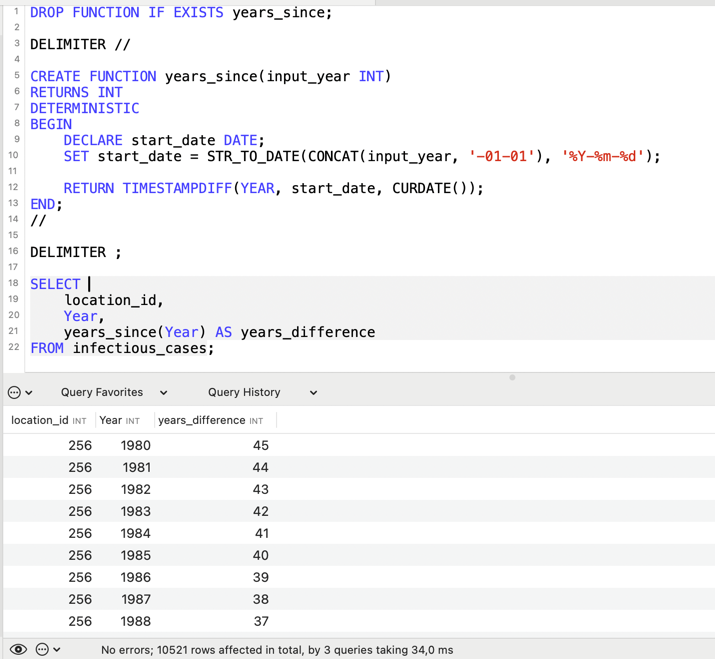 1 DROP FUNCTION IF EXISTS years_since;
2
3 DELIMITER //
4
5 CREATE FUNCTION years_since(input_year INT)
6 RETURNS INT
7 DETERMINISTIC
8 BEGIN
9 DECLARE start_date DATE;
10 SET start_date = STR_TO_DATE(CONCAT(input_year, '-01-01'), '%Y-%m-%d');
11
12 RETURN TIMESTAMPDIFF(YEAR, start_date, CURDATE());
13 END;
14 //
15
16 DELIMITER ;
17
18 SELECT
19 location_id,
20 Year,
21 years_since(Year) AS years_difference
22 FROM infectious_cases;
Query Favorites Query History
location_id INT Year INT years_difference INT
256 1980 45
256 1981 44
256 1982 43
256 1983 42
256 1984 41
256 1985 40
256 1986 39
256 1987 38
256 1988 37
No errors; 10521 rows affected in total, by 3 queries taking 34,0 ms